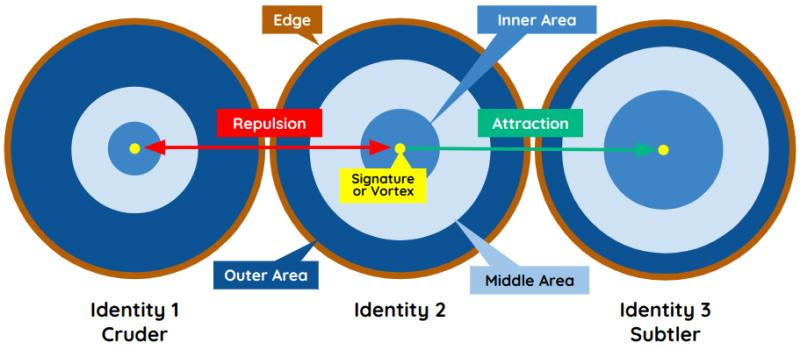 Edge
Inner Area
Repulsion
Attraction
Signature
or Vortex
Outer Area
Middle Area
Identity 1
Cruder
Identity 2
Identity 3
Subtler